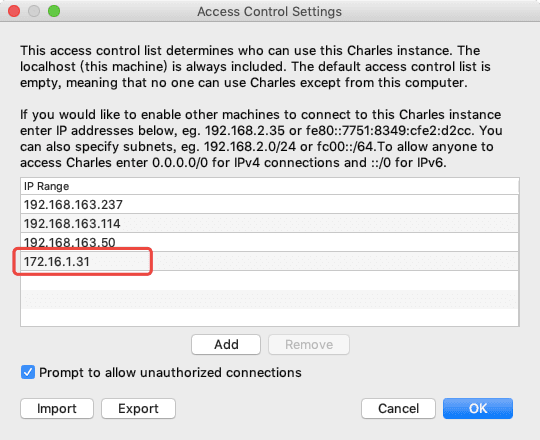 Access Control Settings
This access control list determines who can use this Charles instance. The
localhost (this machine) is always included. The default access control list is
empty, meaning that no one can use Charles except from this computer.
If you would like to enable other machines to connect to this Charles instance
enter IP addresses below, eg. 192.168.2.35 or fe80::7751:8349:cfe2:d2cc. You
can also specify subnets, eg. 192.168.2.0/24 or fc00::/64.To allow anyone to
access Charles enter 0.0.0.0/0 for IPv4 connections and ::/0 for IPv6.
IP Range
192.168.163.237
192.168.163.114
192.168.163.50
172.16.1.31
Add
Remove
Prompt to allow unauthorized connections
Import
Export
Cancel
OK